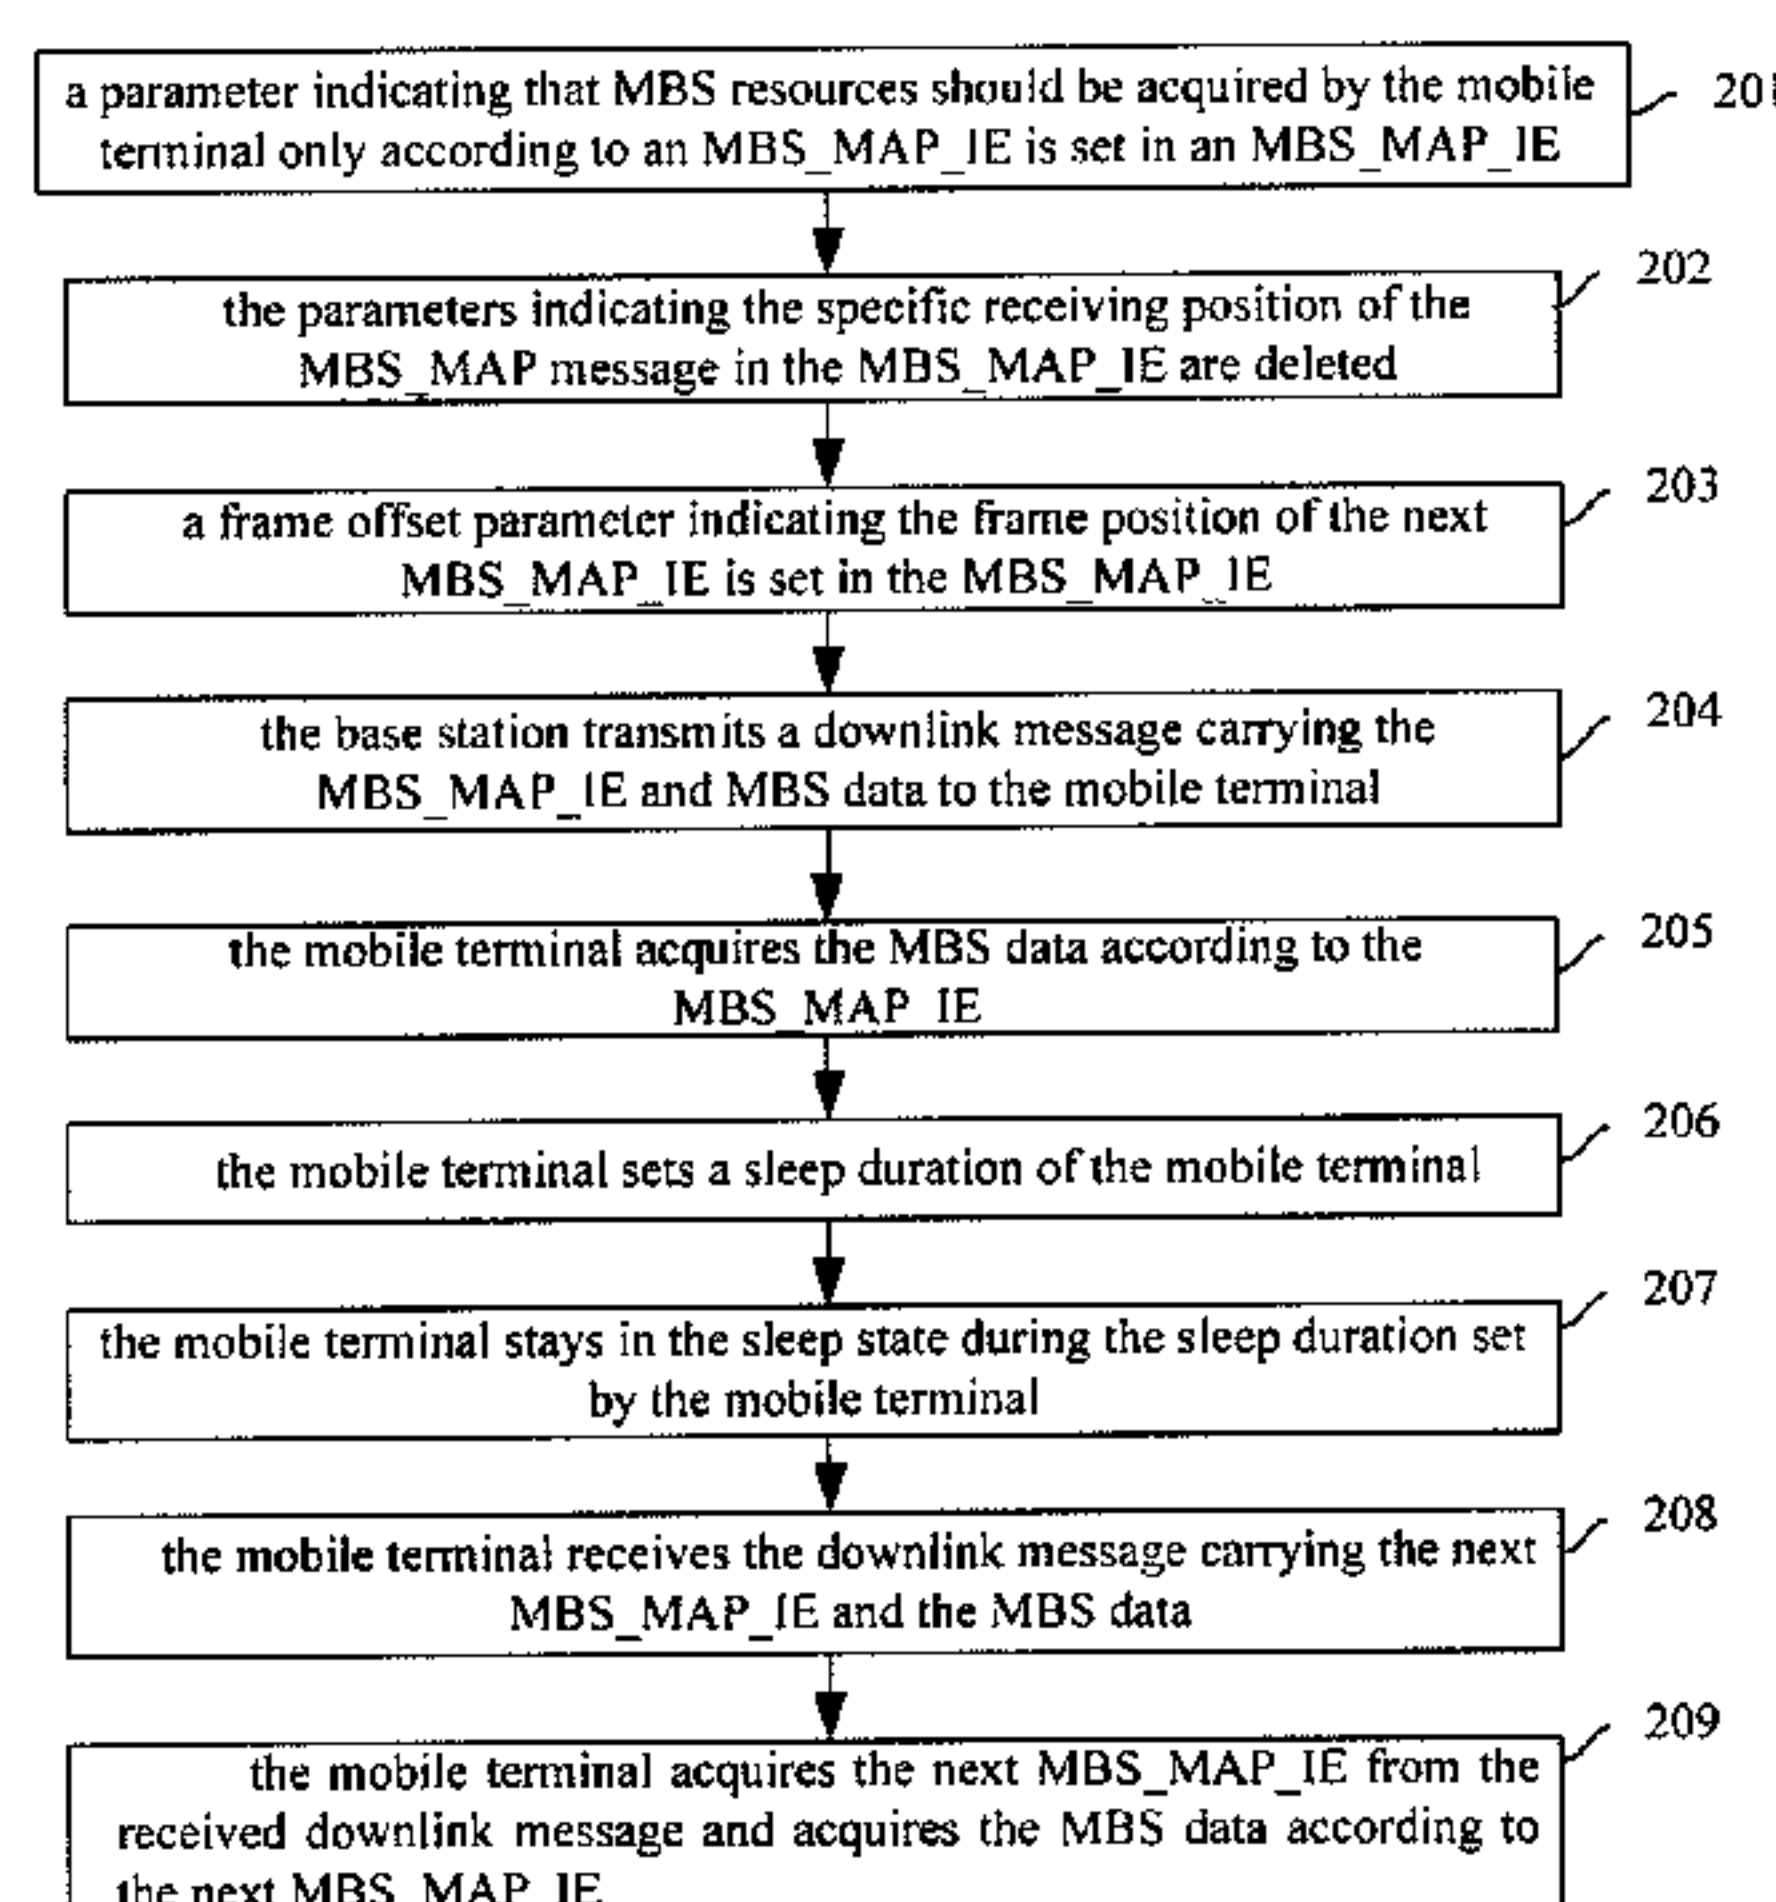 a parameter indicating that MBS resources should be acquired by the mobile
terminal only according to an MBS_MAP_IE is set in an MBS_MAP_IE
201
202
the parameters indicating the specific receiving position of the
MBS_MAP message in the MBS_MAP_IE are deleted
203
a frame offset parameter indicating the frame position of the next
MBS_MAP_IE is set in the MBS_MAP_IE
204
the base station transmits a downlink message carrying the
MBS_MAP_IE and MBS data to the mobile terminal
205
the mobile terminal acquires the MBS data according to the
MBS_MAP_IE
206
the mobile terminal sets a sleep duration of the mobile terminal
207
the mobile terminal stays in the sleep state during the sleep duration set
by the mobile terminal
208
the mobile terminal receives the downlink message carrying the next
MBS_MAP_IE and the MBS data
209
the mobile terminal acquires the next MBS_MAP_IE from the
received downlink message and acquires the MBS data according to
the next MBS_MAP_IE